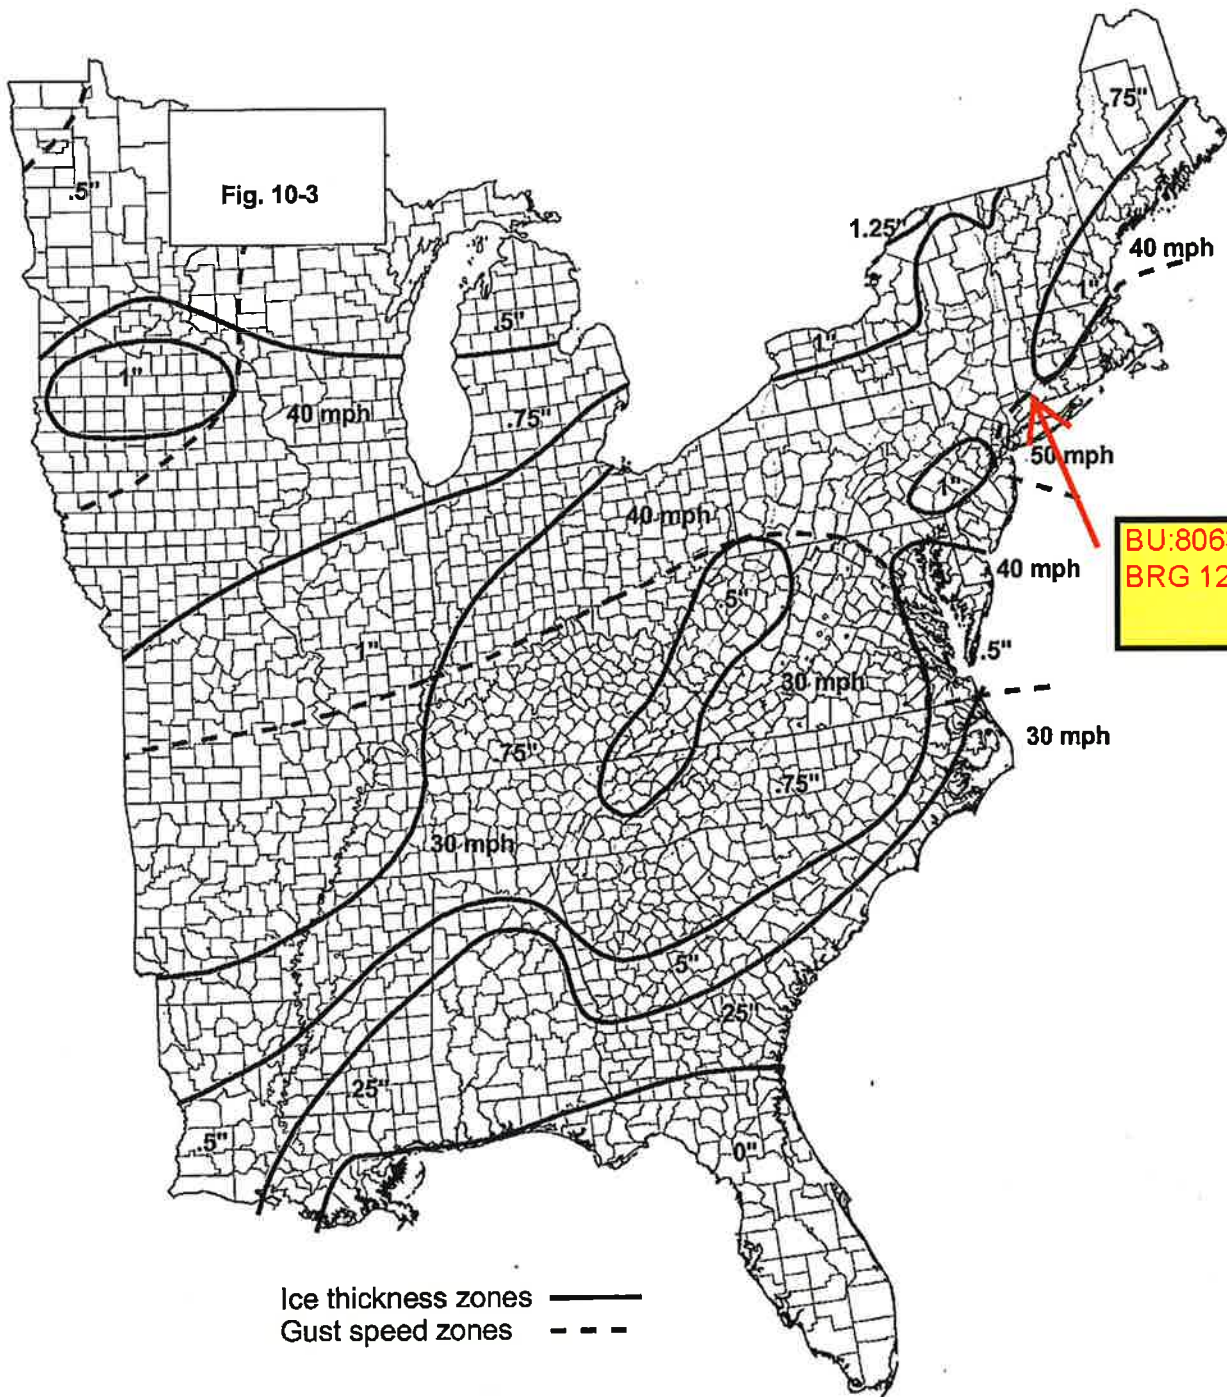 .75"
.5"
Fig. 10-3
1.25"
40 mph
1"
.5"
1"
1"
40 mph
.75"
50 mph
1"
40 mph
BU:806
BRG 12
40 mph
.5"
1"
.5"
30 mph
30 mph
.75"
.75"
30 mph
.5"
.25"
.25"
.5"
0"
Ice thickness zones
Gust speed zones